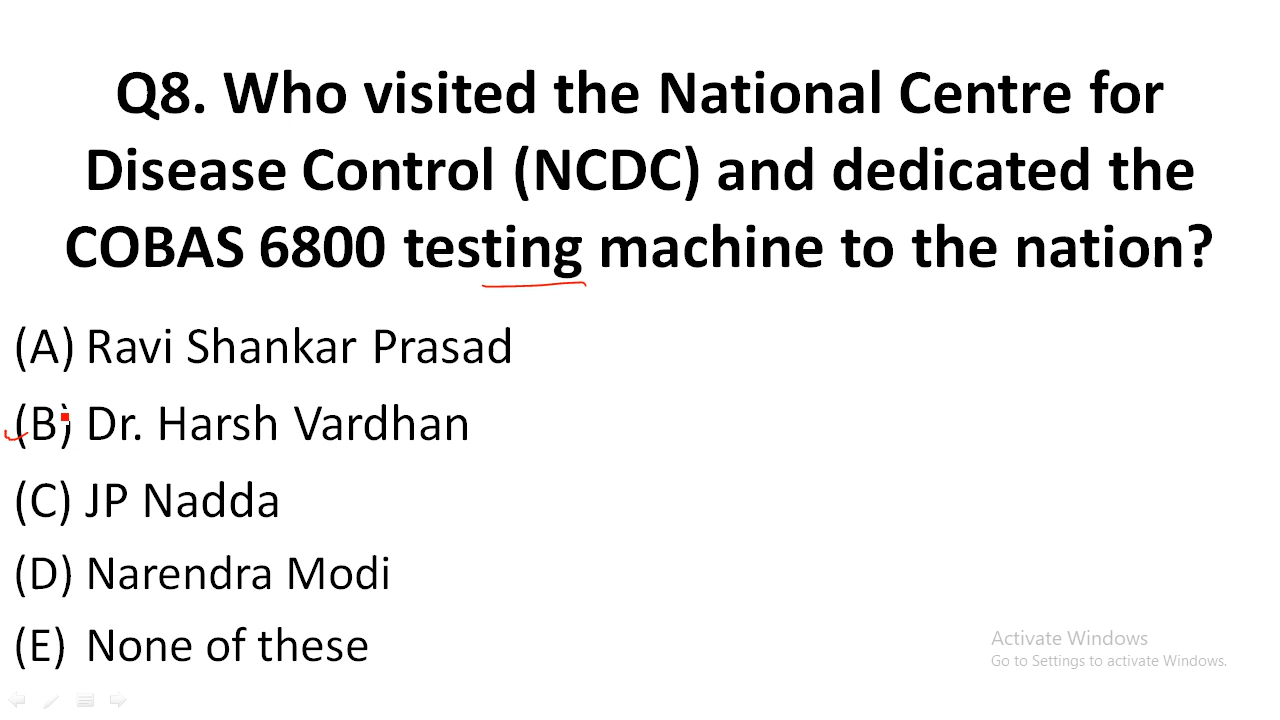 Q8. Who visited the National Centre for
Disease Control (NCDC) and dedicated the
COBAS 6800 testing machine to the nation?
(A) Ravi Shankar Prasad
(B) Dr. Harsh Vardhan
(C) JP Nadda
(D) Narendra Modi
(E) None of these
Activate Windows
Go to Settings to activate Windows.